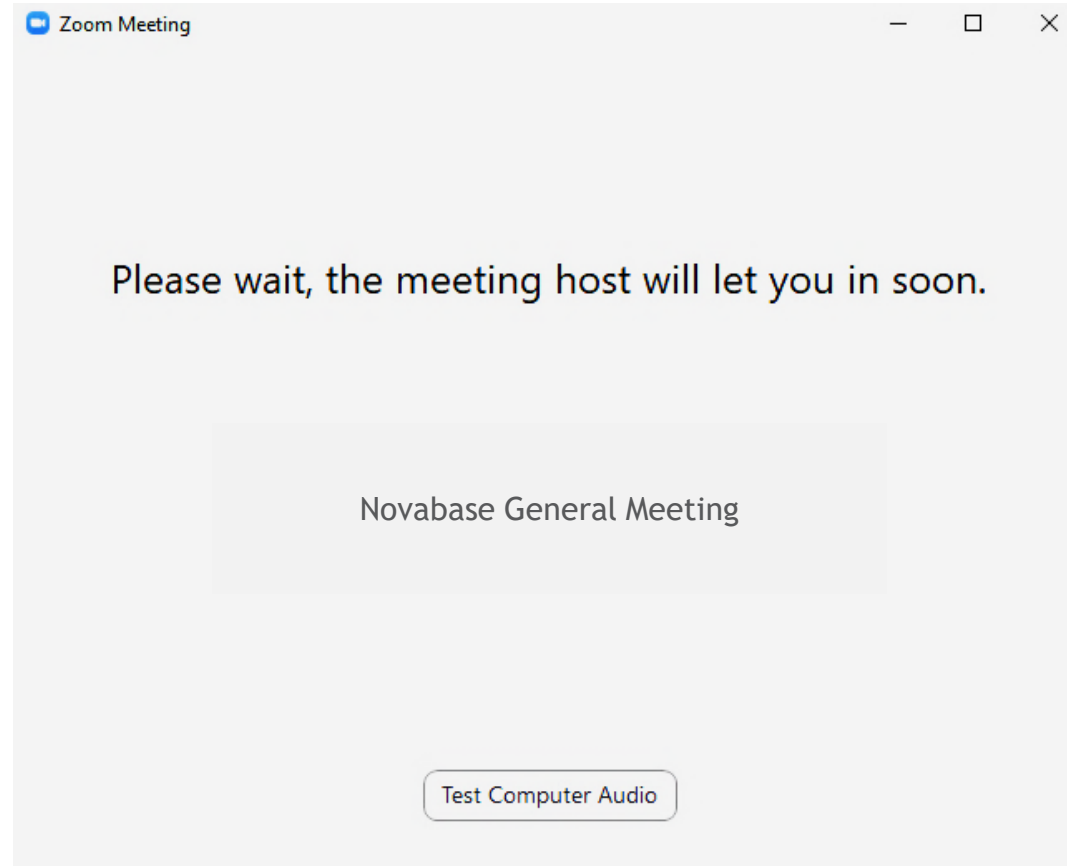 Zoom Meeting
Please wait, the meeting host will let you in soon.
Novabase General Meeting
Test Computer Audio